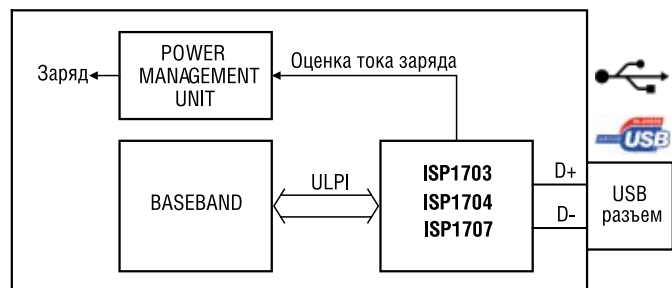 POWER
MANAGEMENT
UNIT
Заряд
Оценка тока заряда
BASEBAND
ULPI
ISP1703
ISP1704
ISP1707
D+
D-
USB
USB
разъем